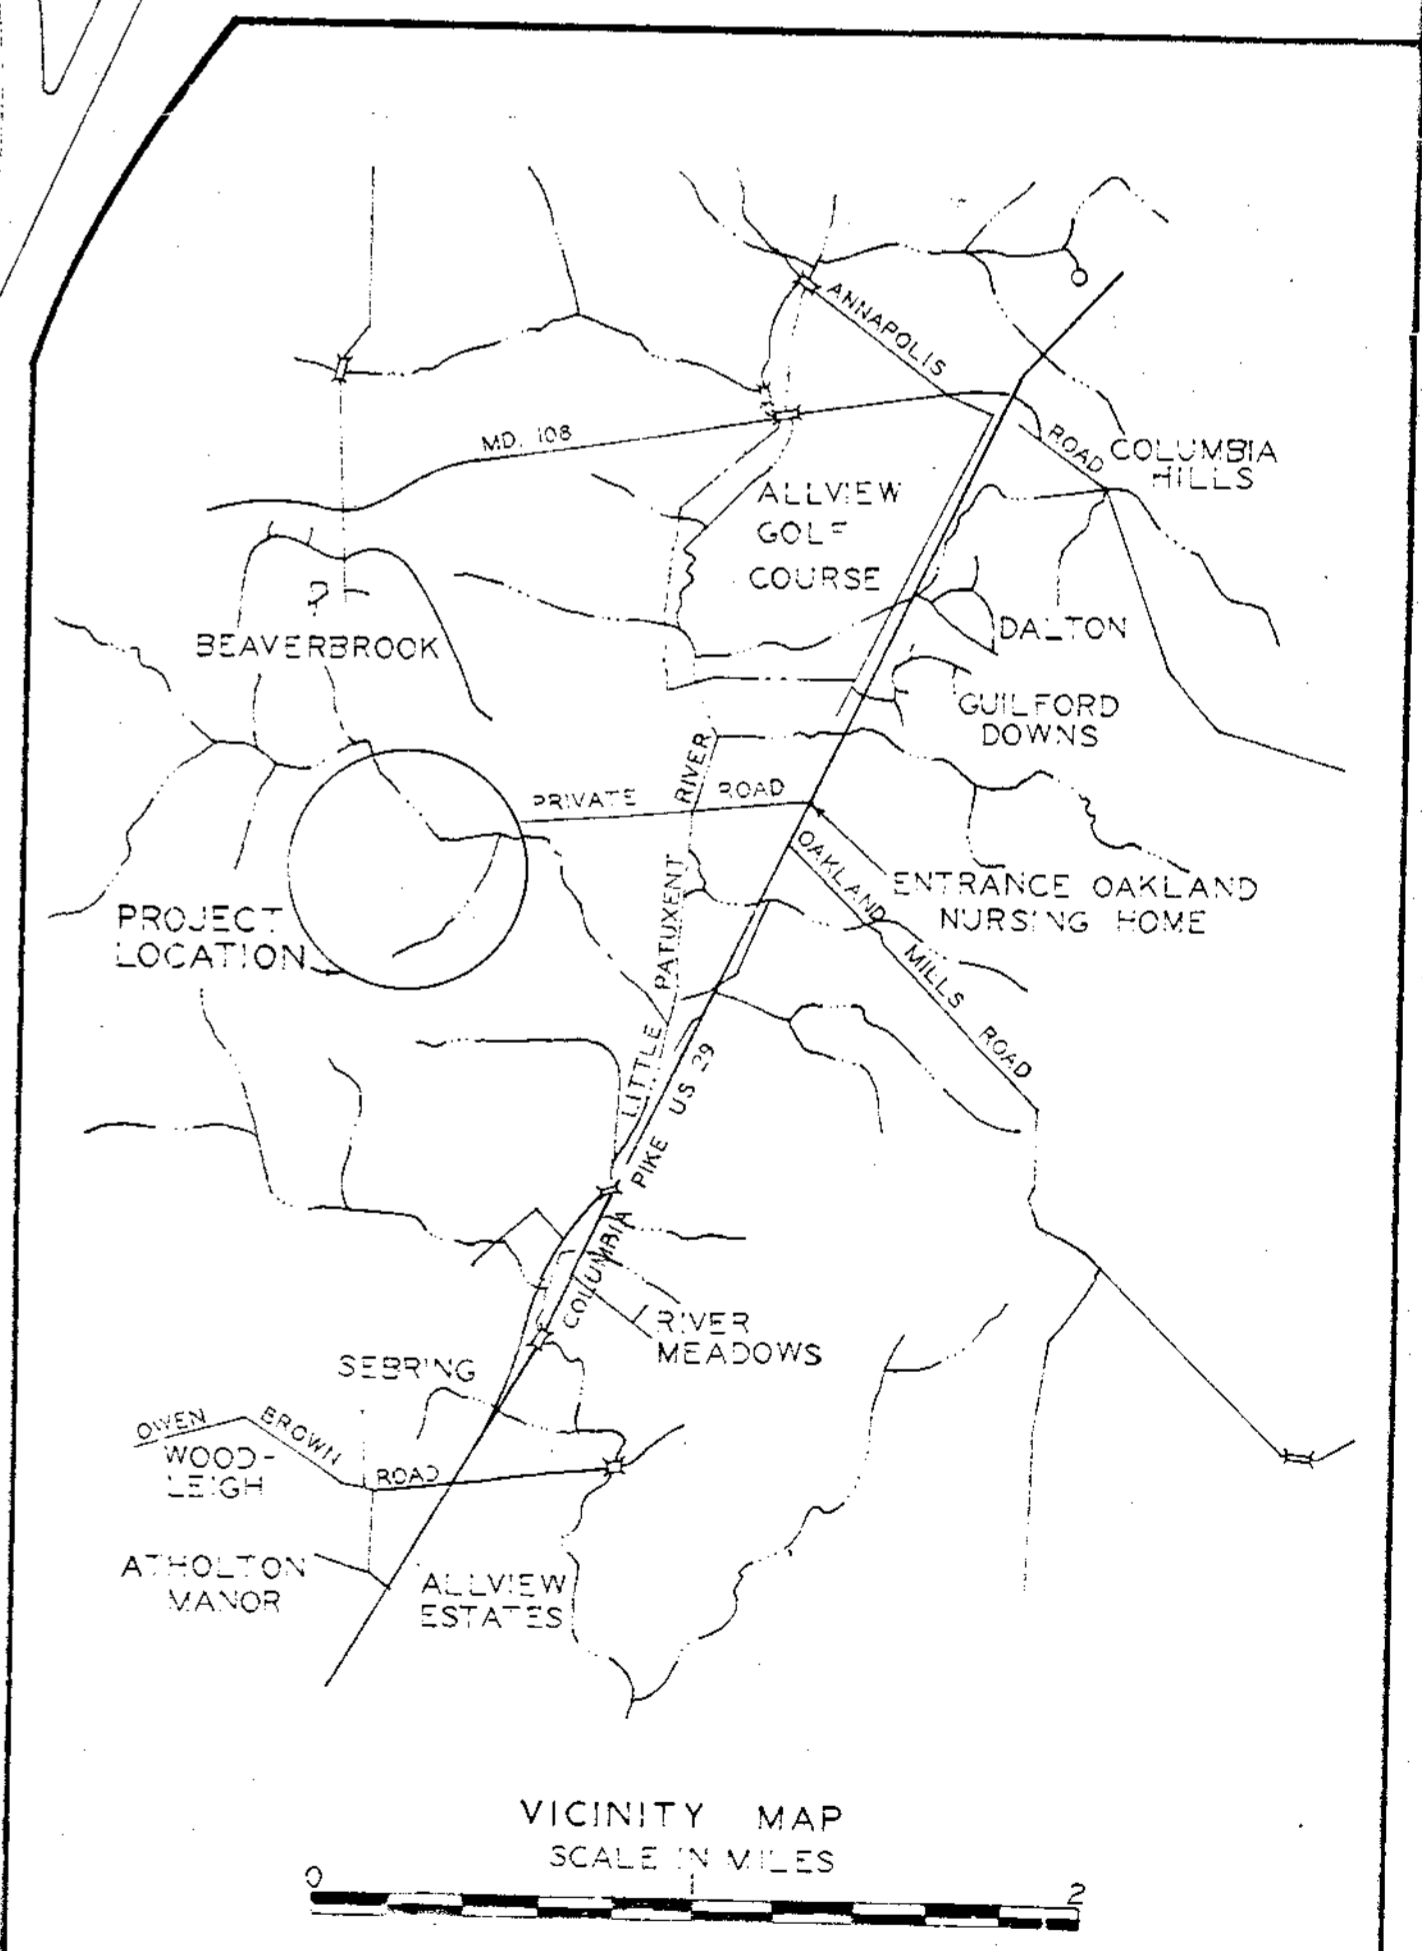 ANNAPOLIS
ROAD
MD. 108
COLUMBIA
HILLS
ALLVIEW
GOLF
COURSE
BEAVERBROOK
DALTON
GUILFORD
DOWNS
PRIVATE ROAD
LITTLE PATUXENT RIVER
OAKLAND MILLS ROAD
ENTRANCE OAKLAND
NURSING HOME
PROJECT
LOCATION
COLUMBIA PIKE US 29
RIVER
MEADOWS
SEBRING
OWEN BROWN ROAD
WOOD-
LEIGH
ATHOLTON
MANOR
ALLVIEW
ESTATES
VICINITY MAP
SCALE IN MILES
0 1 2